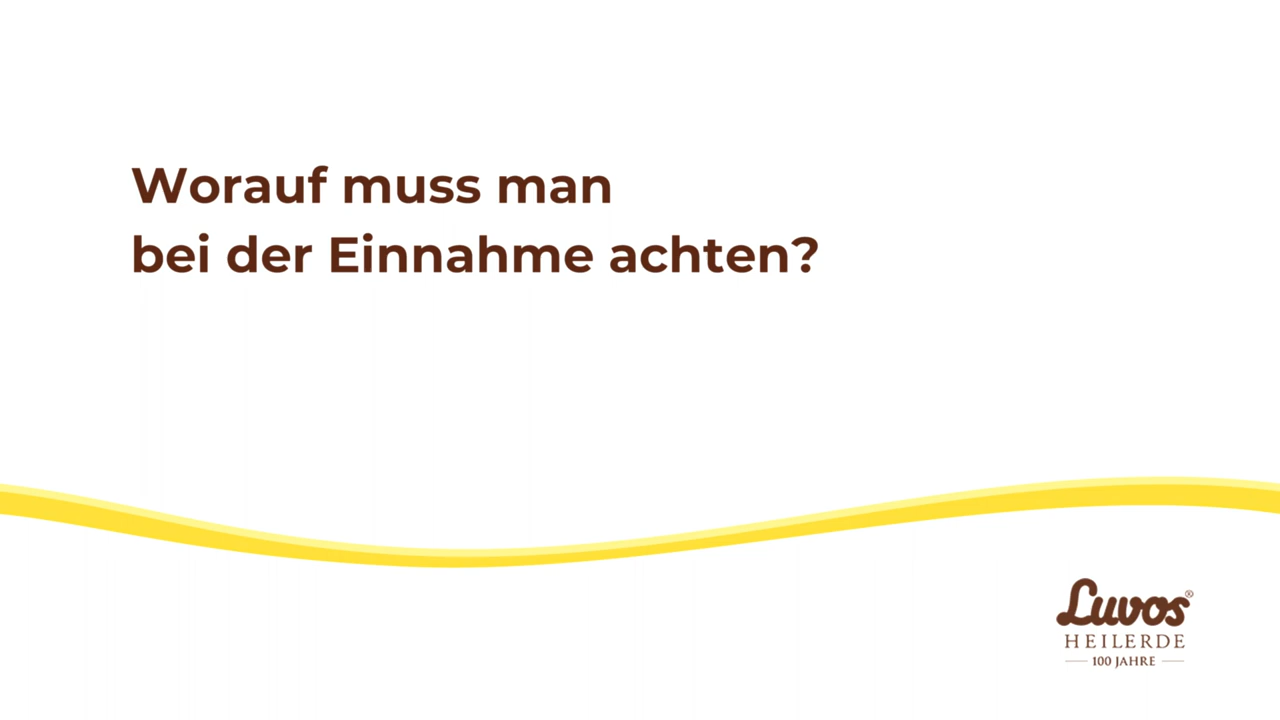 Worauf muss man
bei der Einnahme achten?
Luvos®
HEILERDE
100 JAHRE